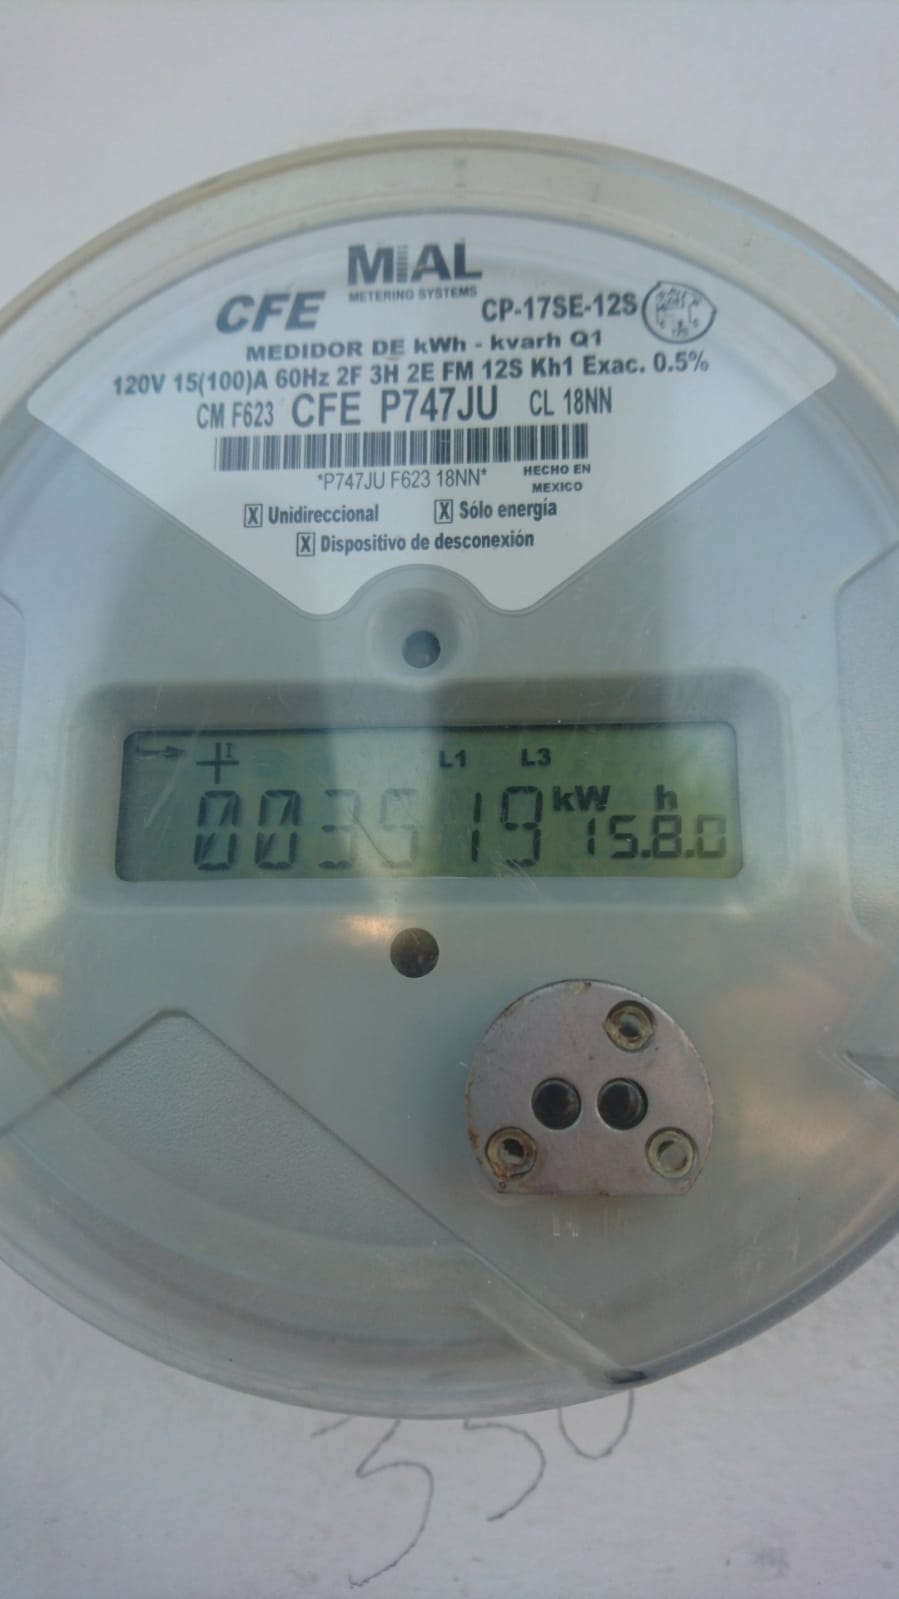 MIAL
METERING SYSTEMS
CFE
CP-17SE-12S
MEDIDOR DE kWh - kvarh Q1
120V 15(100)A 60Hz 2F 3H 2E FM 12S Kh1 Exac. 0.5%
CM F623 CFE P747JU CL 18NN
*P747JU F623 18NN*
HECHO EN
MEXICO
X Unidireccional X Sólo energía
X Dispositivo de desconexión
L1 L3
003519 kW h 15.8.0
350